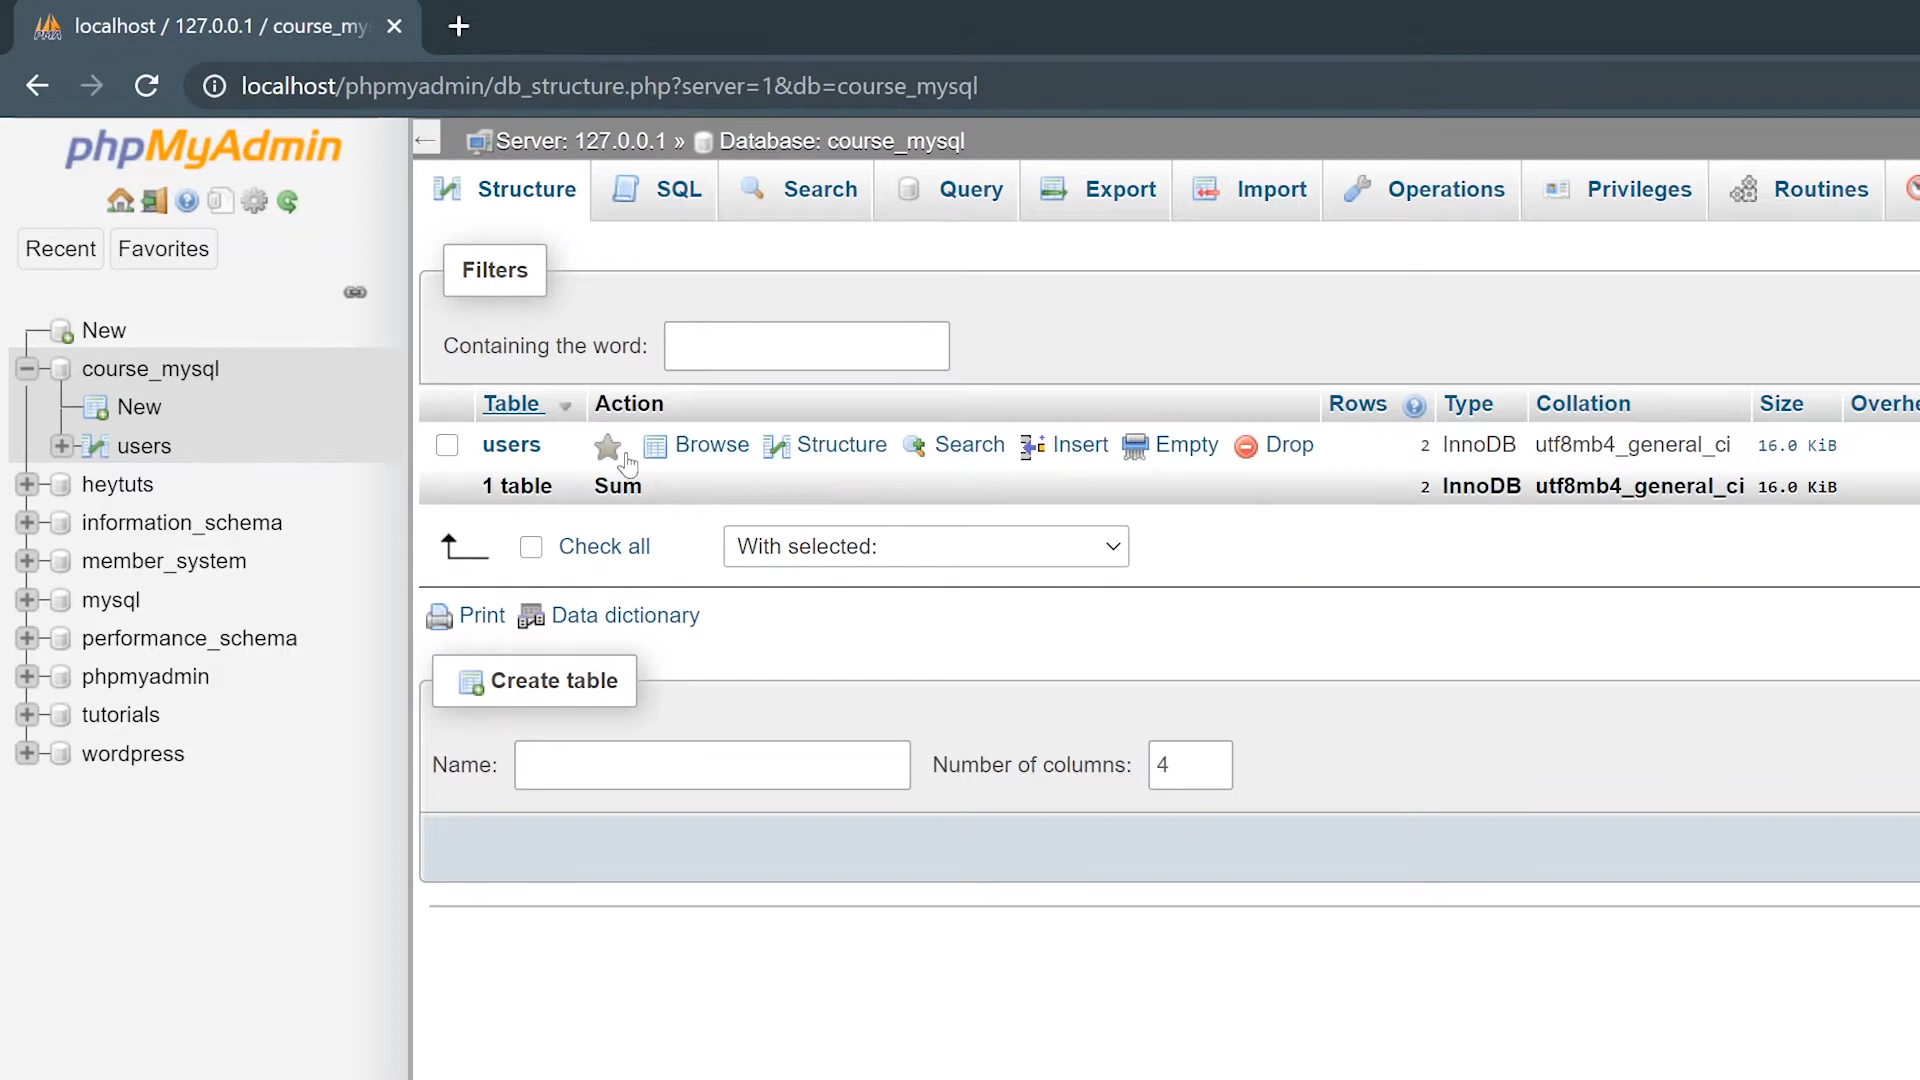 localhost / 127.0.0.1 / course_my
localhost/phpmyadmin/db_structure.php?server=1&db=course_mysql
phpMyAdmin
Recent Favorites
New
course_mysql
New
users
heytuts
information_schema
member_system
mysql
performance_schema
phpmyadmin
tutorials
wordpress
Server: 127.0.0.1 » Database: course_mysql
Structure SQL Search Query Export Import Operations Privileges Routines
Filters
Containing the word:
Table Action Rows Type Collation Size Overhe
users Browse Structure Search Insert Empty Drop 2 InnoDB utf8mb4_general_ci 16.0 KiB
1 table Sum 2 InnoDB utf8mb4_general_ci 16.0 KiB
Check all With selected:
Print Data dictionary
Create table
Name: Number of columns: 4